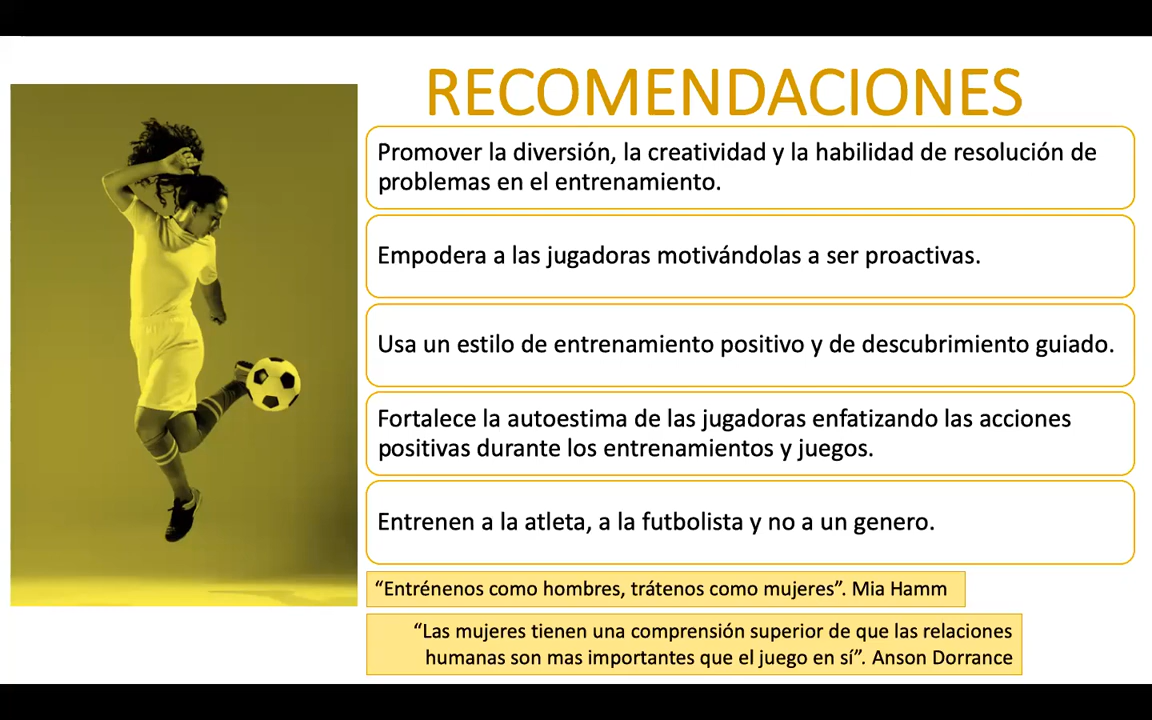 RECOMENDACIONES
Promover la diversión, la creatividad y la habilidad de resolución de
problemas en el entrenamiento.
Empodera a las jugadoras motivándolas a ser proactivas.
Usa un estilo de entrenamiento positivo y de descubrimiento guiado.
Fortalece la autoestima de las jugadoras enfatizando las acciones
positivas durante los entrenamientos y juegos.
Entrenen a la atleta, a la futbolista y no a un genero.
“Entrénenos como hombres, trátenos como mujeres”. Mia Hamm
“Las mujeres tienen una comprensión superior de que las relaciones
humanas son mas importantes que el juego en sí”. Anson Dorrance